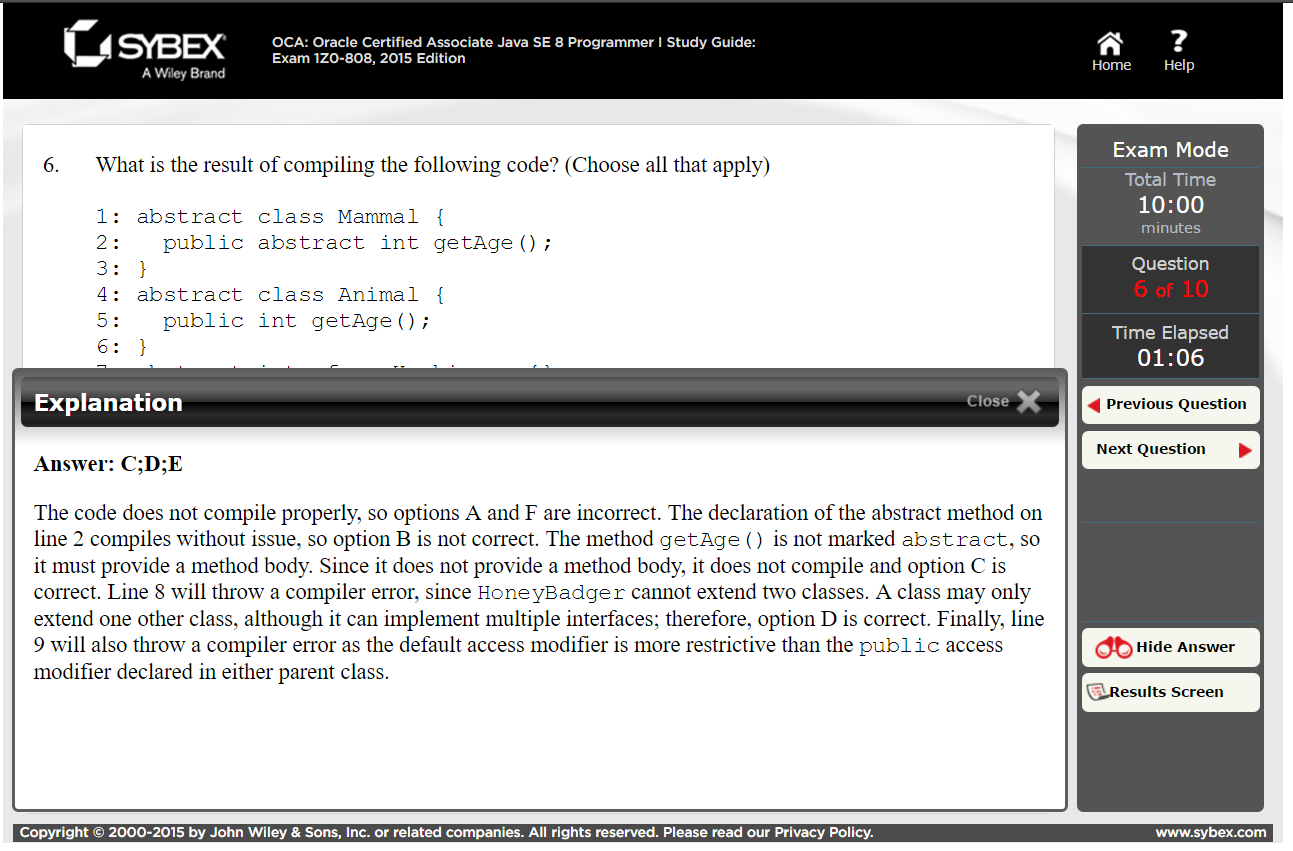 SYBEX
A Wiley Brand
OCA: Oracle Certified Associate Java SE 8 Programmer I Study Guide:
Exam 1Z0-808, 2015 Edition
Home
Help
6. What is the result of compiling the following code? (Choose all that apply)
1: abstract class Mammal {
2:   public abstract int getAge();
3: }
4: abstract class Animal {
5:   public int getAge();
6: }
Explanation
Close
Answer: C;D;E
The code does not compile properly, so options A and F are incorrect. The declaration of the abstract method on
line 2 compiles without issue, so option B is not correct. The method getAge() is not marked abstract, so
it must provide a method body. Since it does not provide a method body, it does not compile and option C is
correct. Line 8 will throw a compiler error, since HoneyBadger cannot extend two classes. A class may only
extend one other class, although it can implement multiple interfaces; therefore, option D is correct. Finally, line
9 will also throw a compiler error as the default access modifier is more restrictive than the public access
modifier declared in either parent class.
Exam Mode
Total Time
10:00
minutes
Question
6 of 10
Time Elapsed
01:06
Previous Question
Next Question
Hide Answer
Results Screen
Copyright © 2000-2015 by John Wiley & Sons, Inc. or related companies. All rights reserved. Please read our Privacy Policy.
www.sybex.com